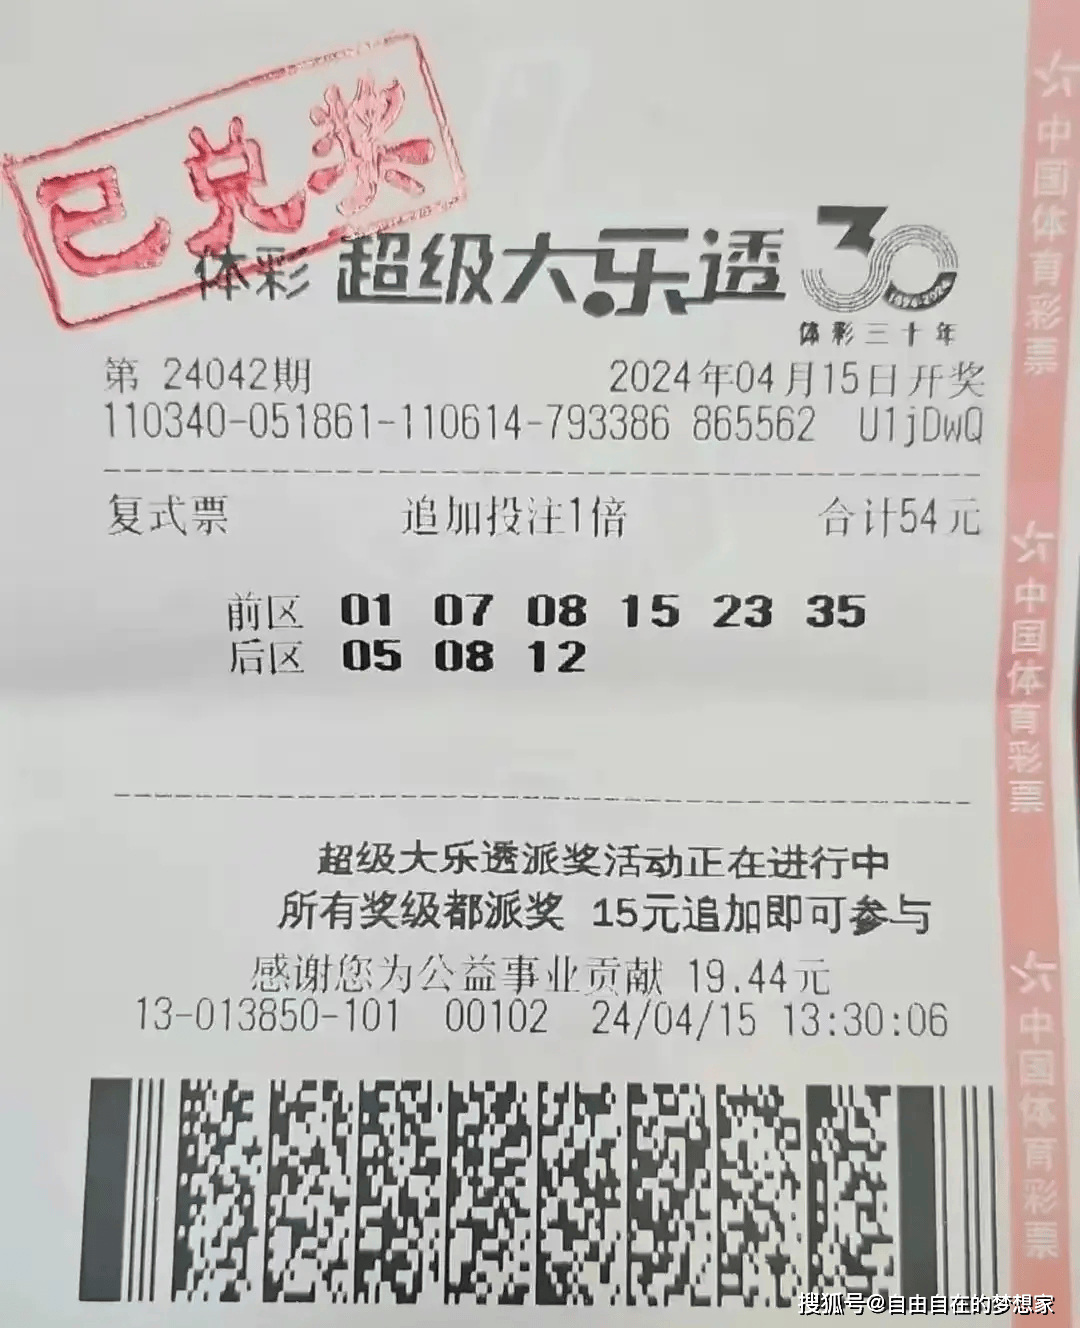 已兑奖
体彩 超级大乐透 30
1994-2024
体彩三十年
第 24042期 2024年04月15日开奖
110340-051861-110614-793386 865562 U1jDwQ
复式票 追加投注1倍 合计54元
前区 01 07 08 15 23 35
后区 05 08 12
超级大乐透派奖活动正在进行中
所有奖级都派奖 15元追加即可参与
感谢您为公益事业贡献 19.44元
13-013850-101 00102 24/04/15 13:30:06
中国体育彩票
中国体育彩票
中国体育彩票
搜狐号@自由自在的梦想家